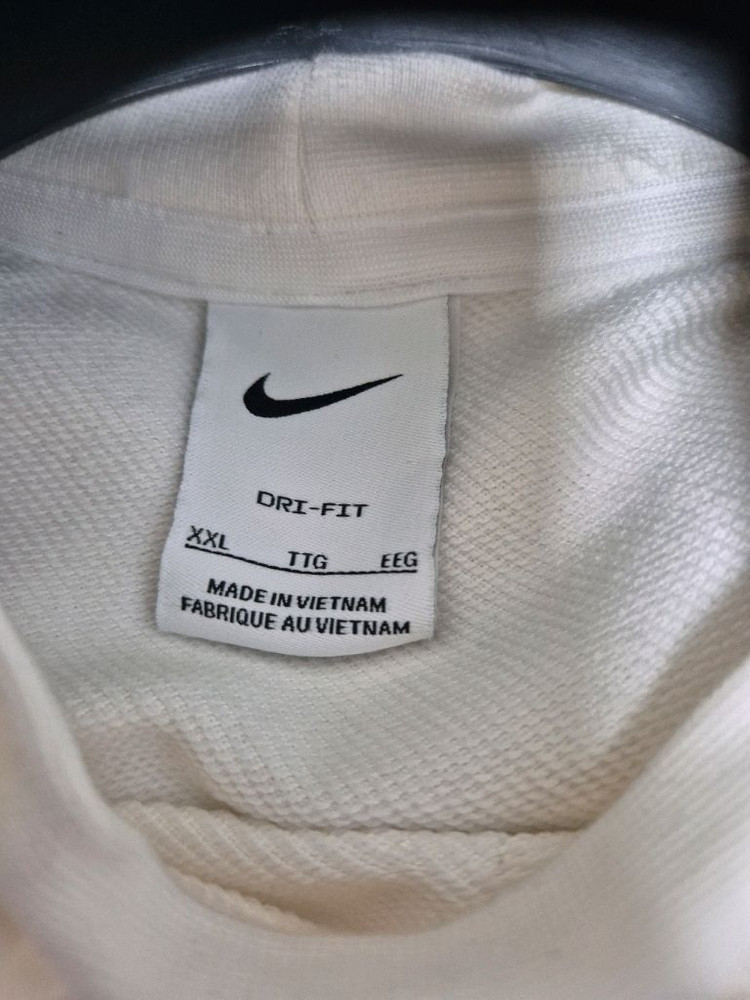 DRI-FIT
XXL TTG EEG
MADE IN VIETNAM
FABRIQUE AU VIETNAM